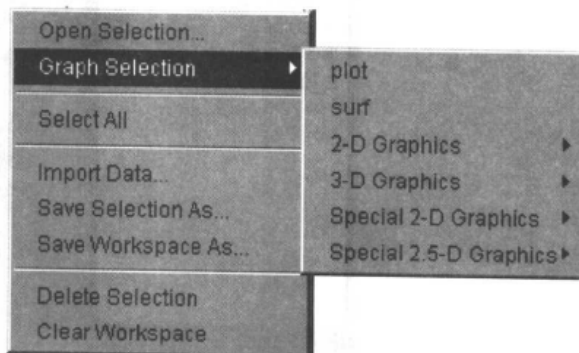 Open Selection...
Graph Selection
Select All
Import Data...
Save Selection As...
Save Workspace As...
Delete Selection
Clear Workspace
plot
surf
2-D Graphics
3-D Graphics
Special 2-D Graphics
Special 2.5-D Graphics